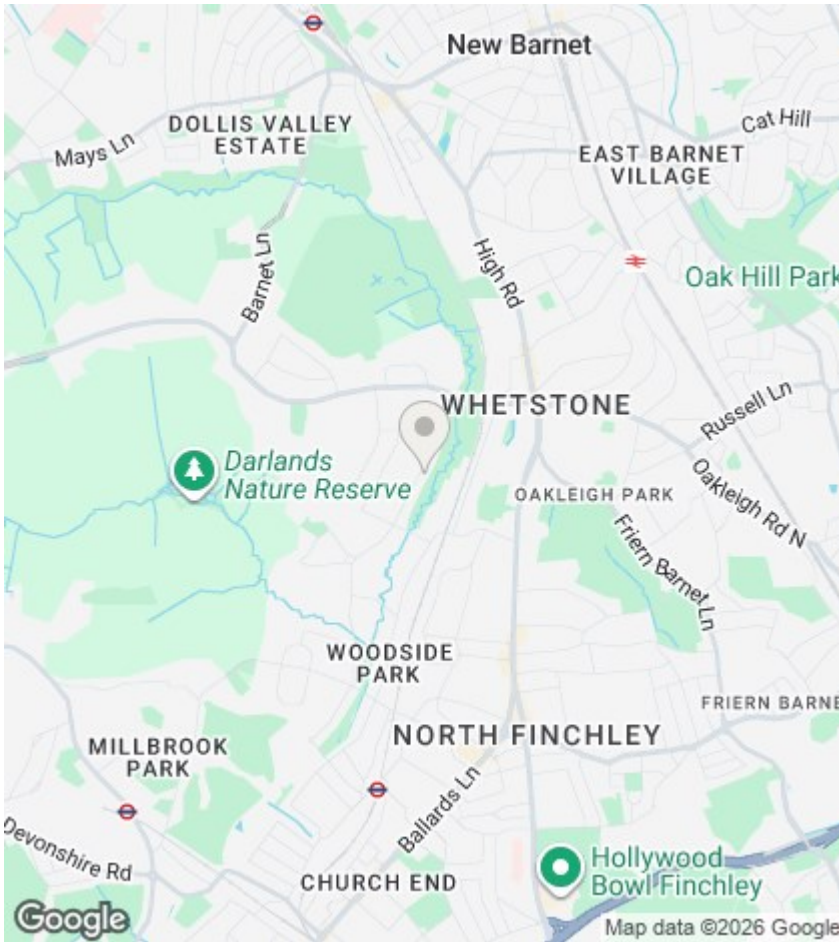 New Barnet
DOLLIS VALLEY
ESTATE
Cat Hill
Mays Ln
EAST BARNET
VILLAGE
Barnet Ln
High Rd
Oak Hill Park
WHETSTONE
Russell Ln
Darlands
Nature Reserve
OAKLEIGH PARK
Oakleigh Rd N
Friern Barnet Ln
WOODSIDE
PARK
FRIERN BARNE
NORTH FINCHLEY
MILLBROOK
PARK
Ballards Ln
Devonshire Rd
CHURCH END
Hollywood
Bowl Finchley
Google
Map data ©2026 Google